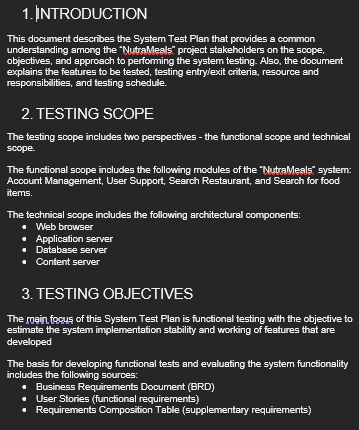 1. INTRODUCTION
This document describes the System Test Plan that provides a common
understanding among the "NutraMeals" project stakeholders on the scope,
objectives, and approach to performing the system testing. Also, the document
explains the features to be tested, testing entry/exit criteria, resource and
responsibilities, and testing schedule.
2. TESTING SCOPE
The testing scope includes two perspectives - the functional scope and technical
scope.
The functional scope includes the following modules of the "NutraMeals" system:
Account Management, User Support, Search Restaurant, and Search for food
items.
The technical scope includes the following architectural components:
• Web browser
• Application server
• Database server
• Content server
3. TESTING OBJECTIVES
The main focus of this System Test Plan is functional testing with the objective to
estimate the system implementation stability and working of features that are
developed
The basis for developing functional tests and evaluating the system functionality
includes the following sources:
• Business Requirements Document (BRD)
• User Stories (functional requirements)
• Requirements Composition Table (supplementary requirements)